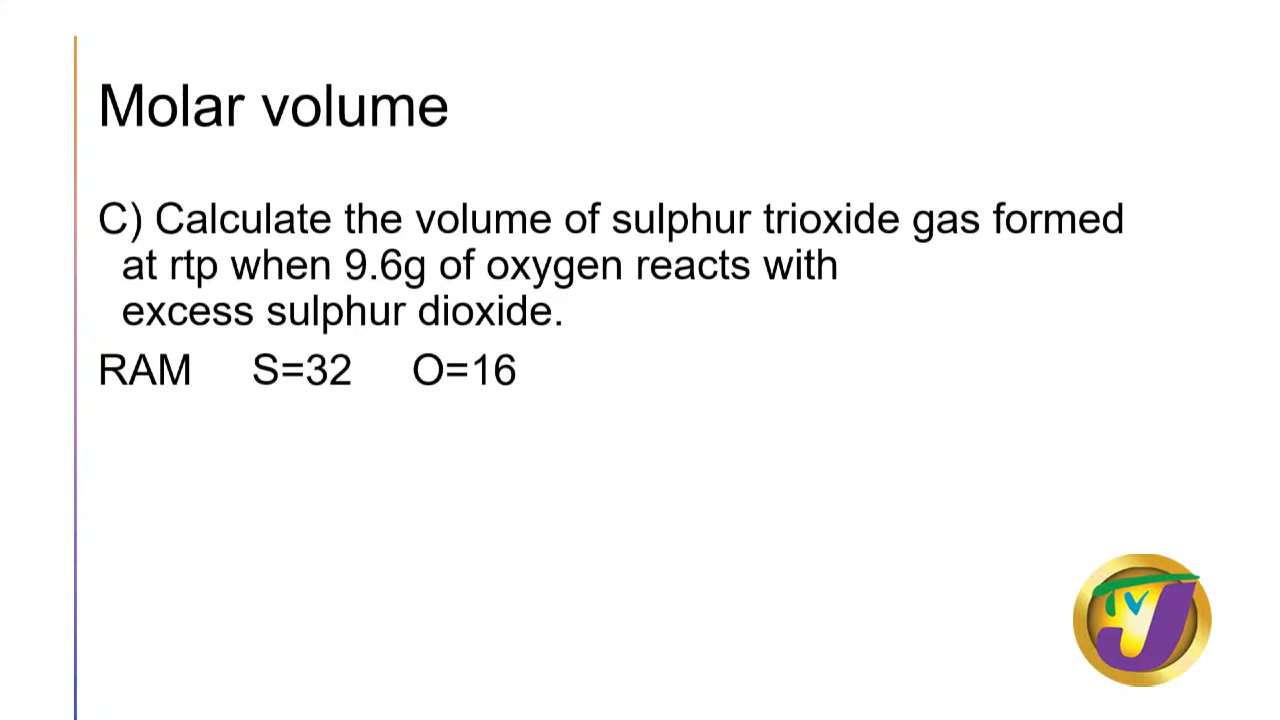 Molar volume
C) Calculate the volume of sulphur trioxide gas formed
at rtp when 9.6g of oxygen reacts with
excess sulphur dioxide.
RAM S=32 O=16
TVJ